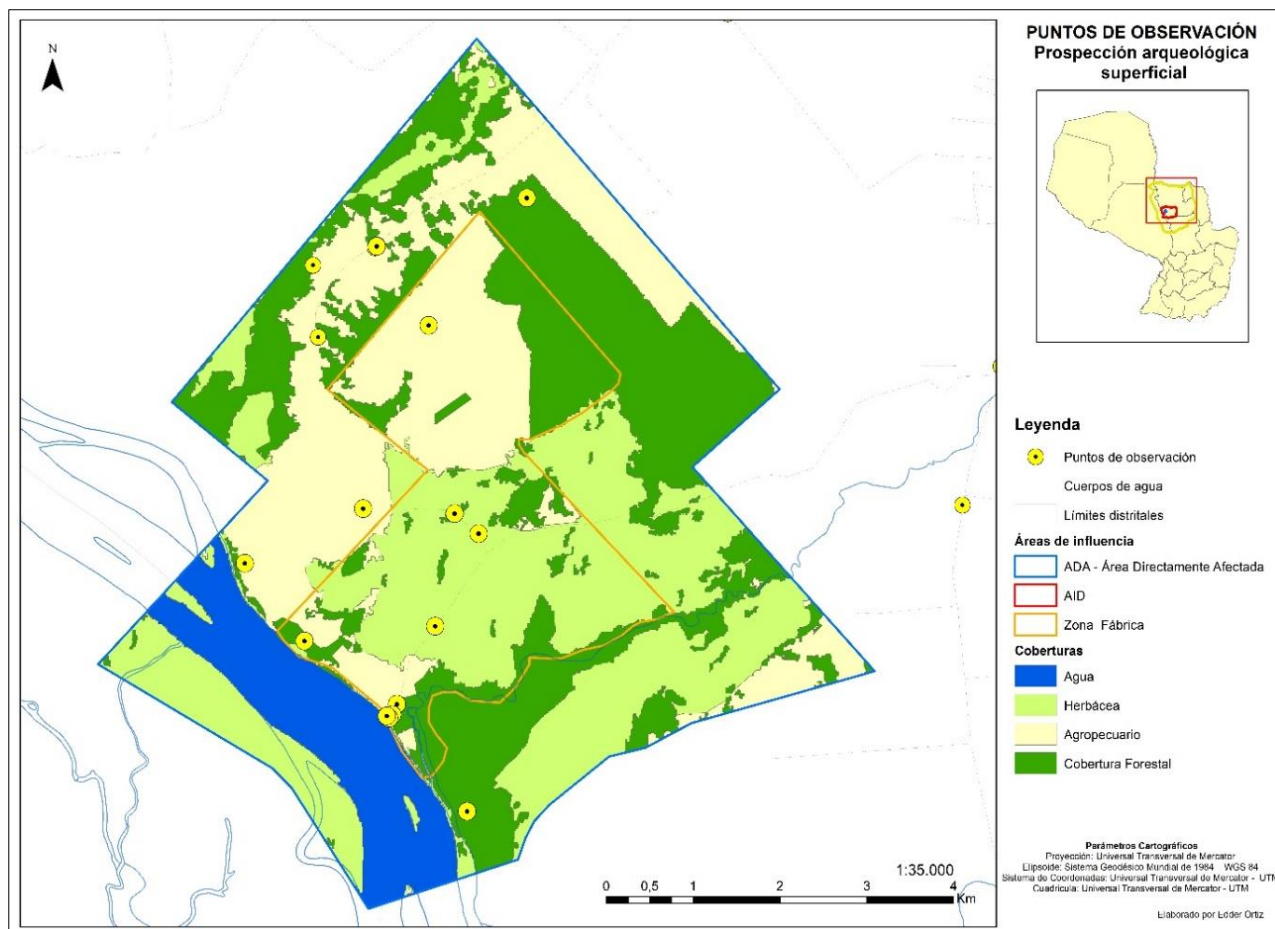 PUNTOS DE OBSERVACIÓN
Prospección arqueológica
superficial
N
Leyenda
Puntos de observación
Cuerpos de agua
Límites distritales
Áreas de influencia
ADA - Área Directamente Afectada
AID
Zona Fábrica
Coberturas
Agua
Herbácea
Agropecuario
Cobertura Forestal
1:35.000
0 0,5 1 2 3 4
Km
Parámetros Cartográficos
Proyección: Universal Transversal de Mercator
Elipsoide: Sistema Geodésico Mundial de 1984 WGS 84
Sistema de Coordenadas: Universal Transversal de Mercator - UTM
Cuadrícula: Universal Transversal de Mercator - UTM
Elaborado por Edder Ortiz